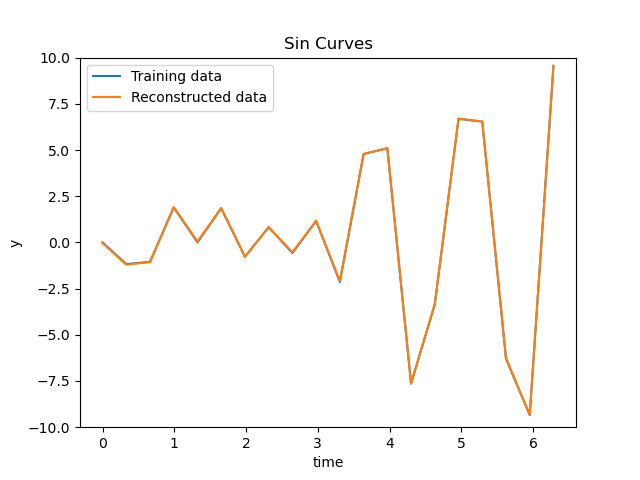 Sin Curves
Training data
Reconstructed data
10.0
7.5
5.0
2.5
0.0
−2.5
−5.0
−7.5
−10.0
y
0 1 2 3 4 5 6
time